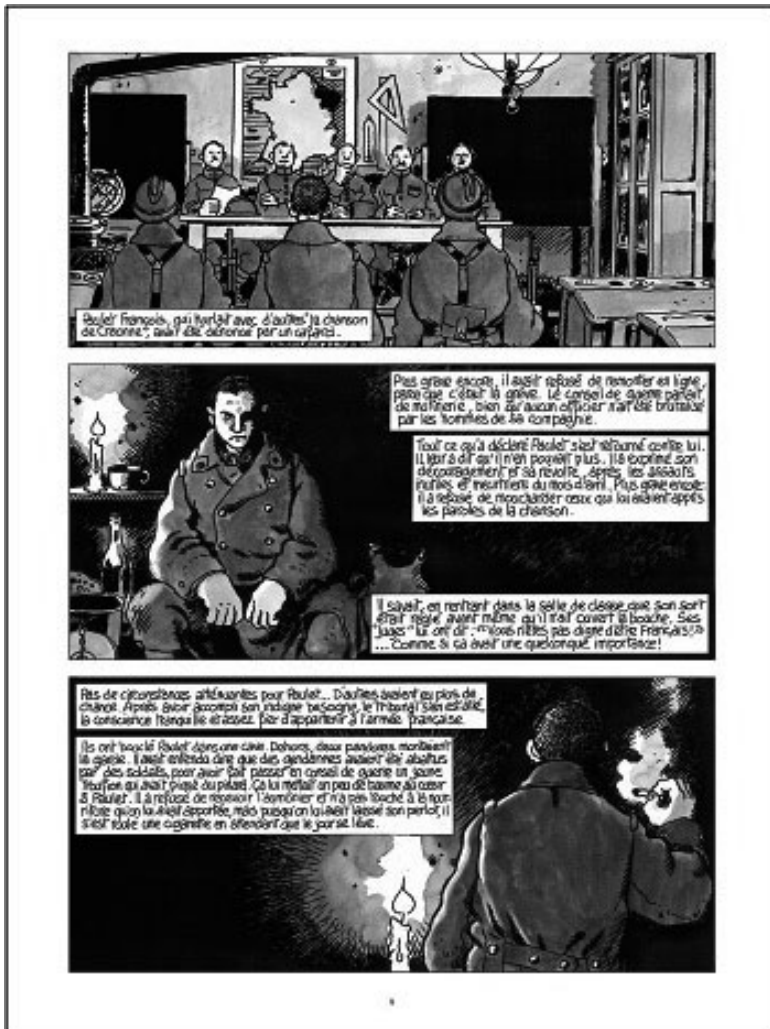 Paulet François, qui hurlait avec d'autres "la chanson
de Craonne", avait été dénoncé par un cafard...
Plus grave encore, il avait refusé de remonter en ligne,
parce que c'était la grève. Le conseil de guerre parlait
de mutinerie, bien qu'aucun officier n'ait été brutalisé
par les hommes de sa compagnie.
Tout ce qu'a déclaré Paulet s'est retourné contre lui.
Il leur a dit qu'il n'en pouvait plus. Il a exprimé son
découragement et sa révolte, après les assauts
inutiles et meurtriers du mois d'avril. Plus grave encore:
il a refusé de moucharder ceux qui lui avaient appris
les paroles de la chanson.
Il savait, en rentrant dans la salle de classe que son sort
était réglé avant même qu'il n'ait ouvert la bouche. Ses
"juges" lui ont dit: "Vous n'êtes pas digne d'être Français!"
... Comme si ça avait une quelconque importance!
Pas de circonstances atténuantes pour Paulet... D'autres avaient eu plus de
chance. Après avoir accompli son indigne besogne, le tribunal s'en est allé,
la conscience tranquille et assez fier d'appartenir à l'armée française.
Ils ont bouclé Paulet dans une cave. Dehors, deux pandores montaient
la garde. Il avait entendu dire que des gendarmes avaient été abattus
par des soldats, pour avoir fait passer en conseil de guerre un jeune
troufion qui avait piqué du pinard. Ça lui mettait un peu de baume au cœur
à Paulet. Il a refusé de recevoir l'aumônier et n'a pas touché à la nour-
riture qu'on lui avait apportée, mais puisqu'on lui avait laissé son perlot, il
s'est roulé une cigarette en attendant que le jour se lève.